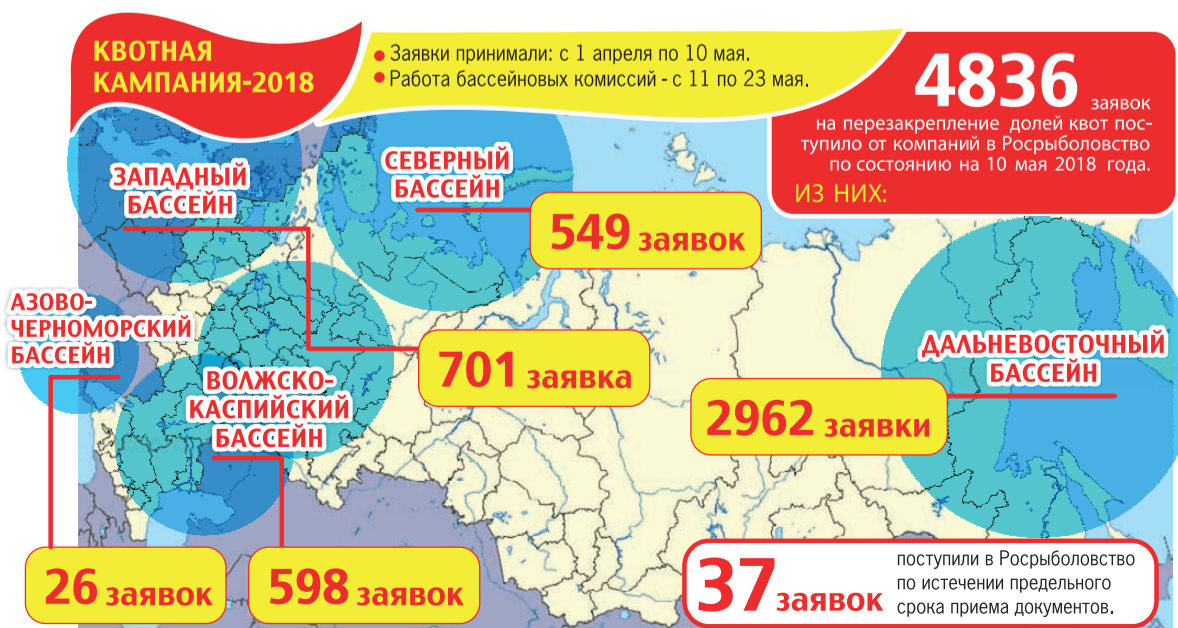 КВОТНАЯ
КАМПАНИЯ-2018
• Заявки принимали: с 1 апреля по 10 мая.
• Работа бассейновых комиссий - с 11 по 23 мая.
4836 заявок
на перезакрепление долей квот пос-
тупило от компаний в Росрыболовство
по состоянию на 10 мая 2018 года.
ИЗ НИХ:
ЗАПАДНЫЙ
БАССЕЙН
СЕВЕРНЫЙ
БАССЕЙН
549 заявок
АЗОВО-
ЧЕРНОМОРСКИЙ
БАССЕЙН
701 заявка
ВОЛЖСКО-
КАСПИЙСКИЙ
БАССЕЙН
ДАЛЬНЕВОСТОЧНЫЙ
БАССЕЙН
2962 заявки
26 заявок
598 заявок
37 заявок
поступили в Росрыболовство
по истечении предельного
срока приема документов.